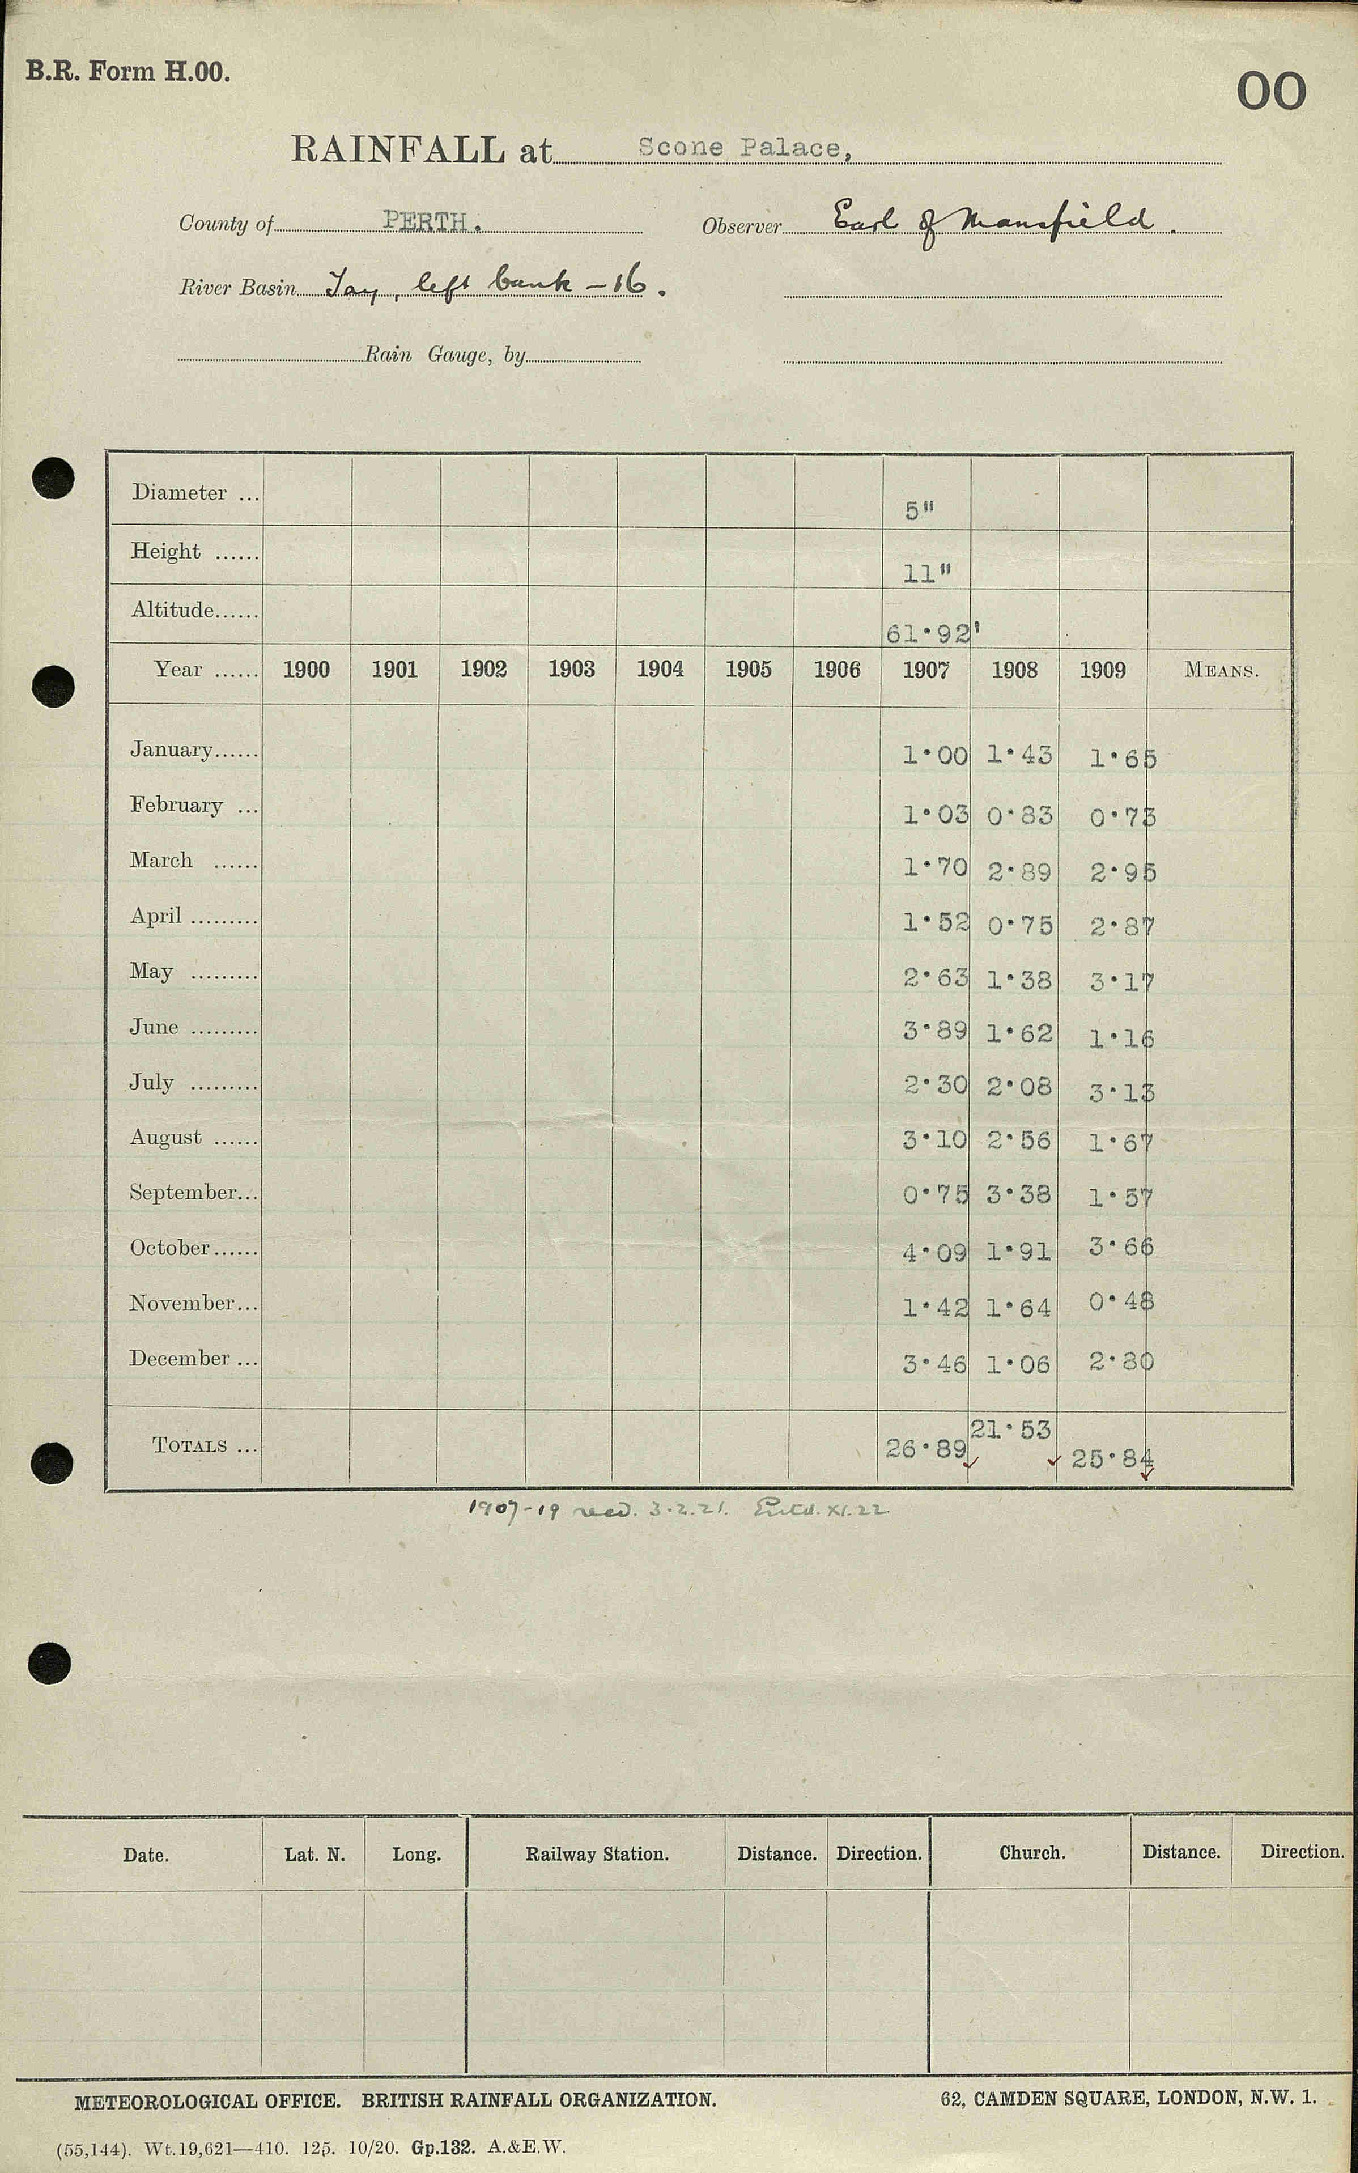 B.R. Form H.00.
00
RAINFALL at Scone Palace,
County of PERTH. Observer Earl of Mansfield.
River Basin Tay, left bank – 16.
Rain Gauge, by
Diameter ... 5"
Height ...... 11"
Altitude...... 61·92'
Year ...... 1900 1901 1902 1903 1904 1905 1906 1907 1908 1909 MEANS.
January...... 1·00 1·43 1·65
February ... 1·03 0·83 0·73
March ...... 1·70 2·89 2·95
April ......... 1·52 0·75 2·87
May ......... 2·63 1·38 3·17
June ......... 3·89 1·62 1·16
July ......... 2·30 2·08 3·13
August ...... 3·10 2·56 1·67
September... 0·75 3·38 1·57
October...... 4·09 1·91 3·66
November... 1·42 1·64 0·48
December ... 3·46 1·06 2·80
TOTALS ... 26·89 21·53 25·84
1907-19 recd. 3.2.21. Entd. XI.22
Date. Lat. N. Long. Railway Station. Distance. Direction. Church. Distance. Direction.
METEOROLOGICAL OFFICE. BRITISH RAINFALL ORGANIZATION. 62, CAMDEN SQUARE, LONDON, N.W. 1.
(55,144). Wt.19,621—410. 125. 10/20. Gp.132. A.&E.W.